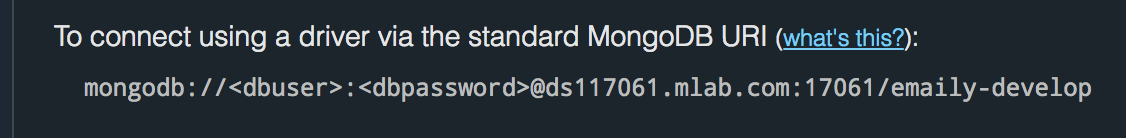 To connect using a driver via the standard MongoDB URI (what's this?):
mongodb://<dbuser>:<dbpassword>@ds117061.mlab.com:17061/emaily-develop